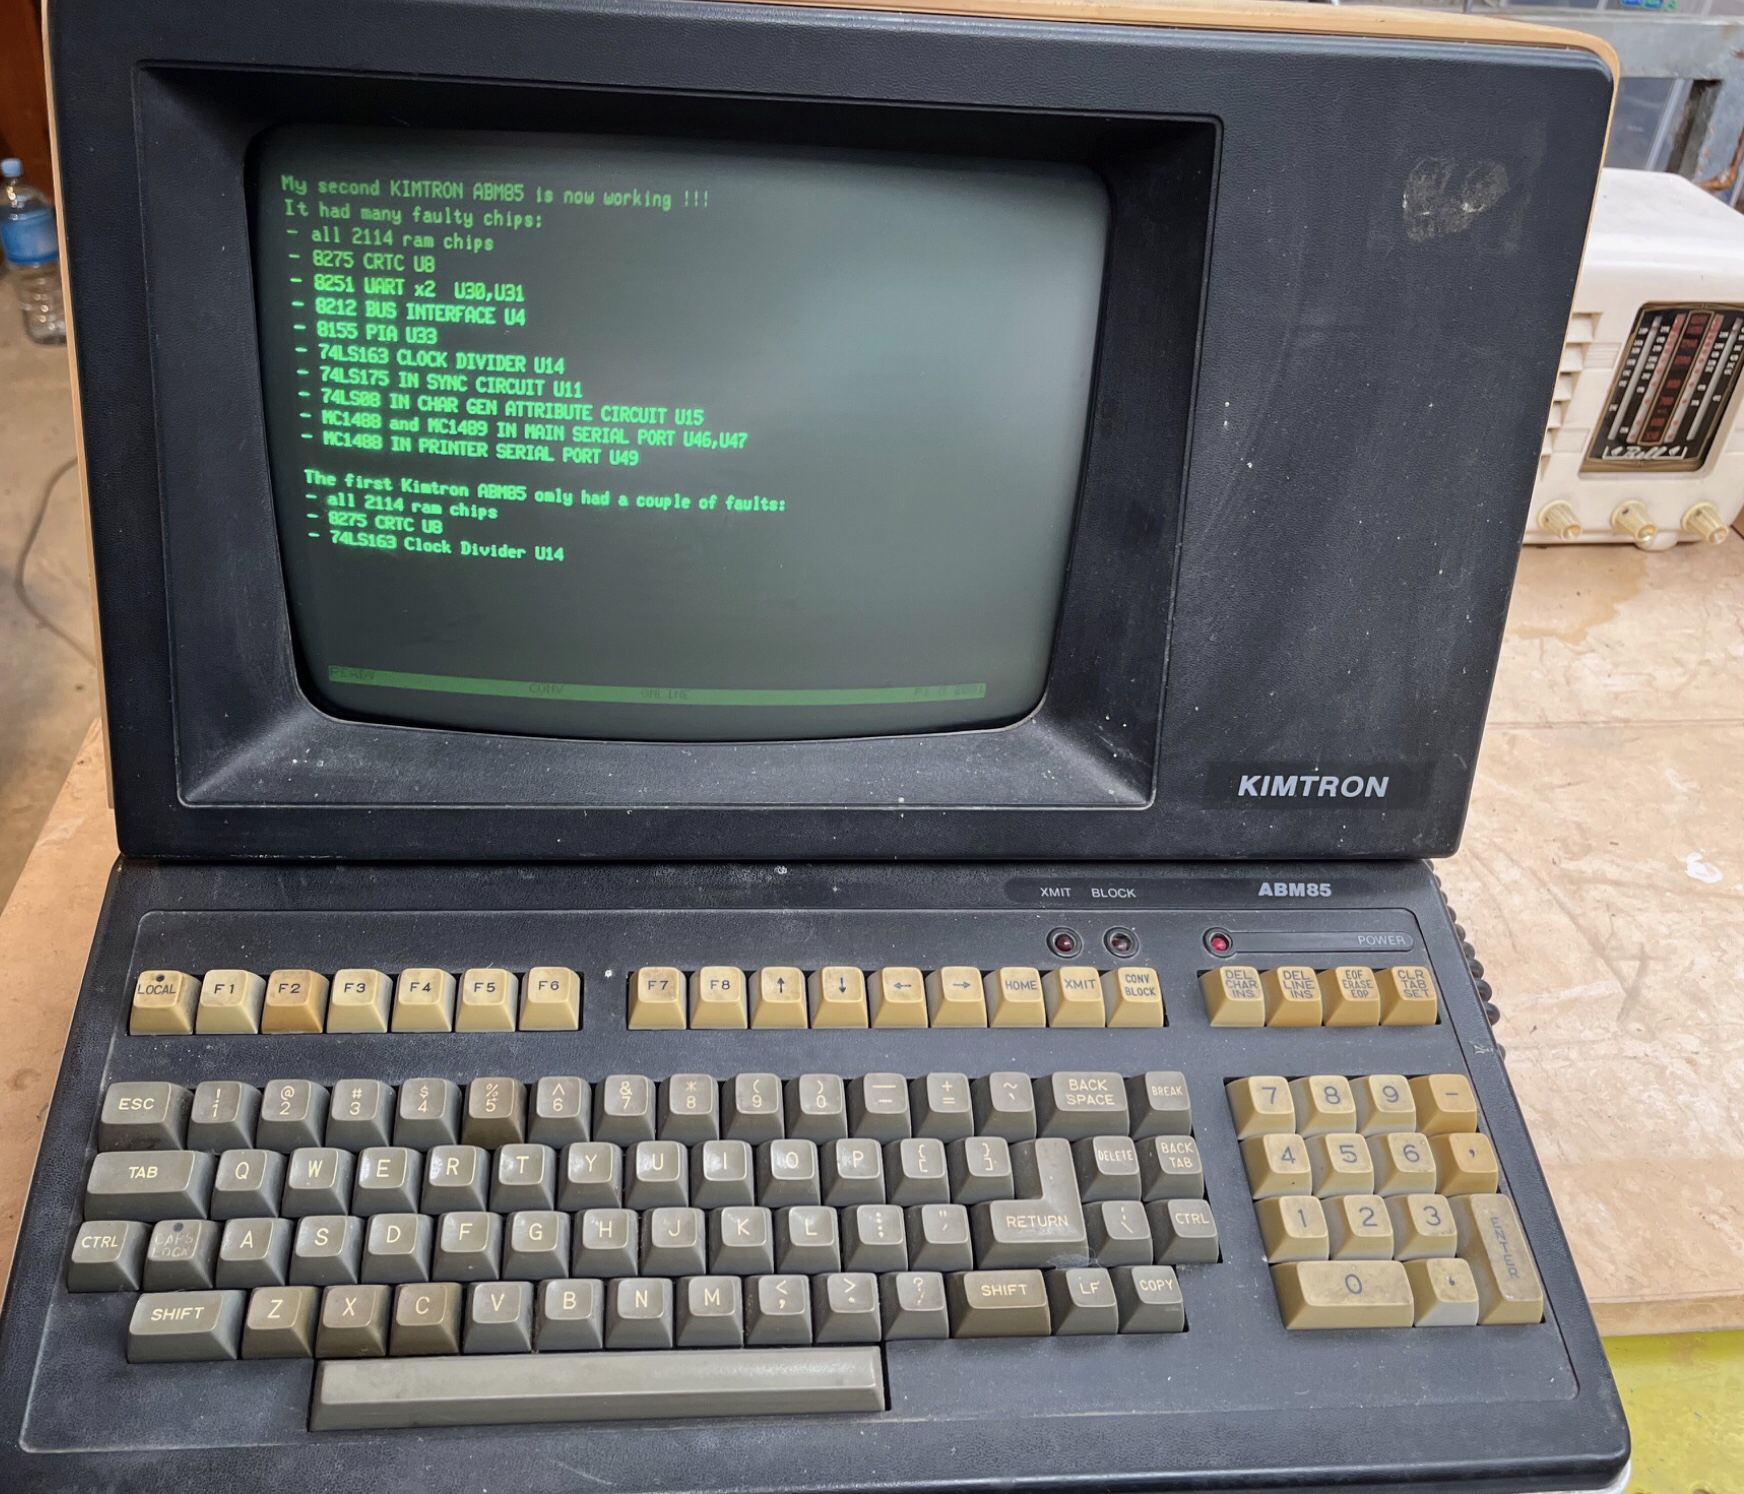 My second KIMTRON ABM85 is now working !!!
It had many faulty chips:
- all 2114 ram chips
- 8275 CRTC U8
- 8251 UART x2 U30,U31
- 8212 BUS INTERFACE U4
- 8155 PIA U33
- 74LS163 CLOCK DIVIDER U14
- 74LS175 IN SYNC CIRCUIT U11
- 74LS08 IN CHAR GEN ATTRIBUTE CIRCUIT U15
- MC1488 and MC1489 IN MAIN SERIAL PORT U46,U47
- MC1488 IN PRINTER SERIAL PORT U49
The first Kimtron ABM85 only had a couple of faults:
- all 2114 ram chips
- 8275 CRTC U8
- 74LS163 Clock Divider U14
CONV ONLINE
KIMTRON
XMIT BLOCK ABM85
POWER
LOCAL F1 F2 F3 F4 F5 F6 F7 F8 ↑ ↓ ← → HOME XMIT CONV BLOCK DEL CHAR INS DEL LINE INS EOF ERASE EOP CLR TAB SET
ESC ! 1 @ 2 # 3 $ 4 % 5 ^ 6 & 7 * 8 ( 9 ) 0 — - + = ~ ` BACK SPACE BREAK 7 8 9 -
TAB Q W E R T Y U I O P { [ } ] DELETE BACK TAB 4 5 6 ,
CTRL CAPS LOCK A S D F G H J K L : ; " ' RETURN | \ CTRL 1 2 3 ENTER
SHIFT Z X C V B N M < , > . ? / SHIFT LF COPY 0 .
Bell